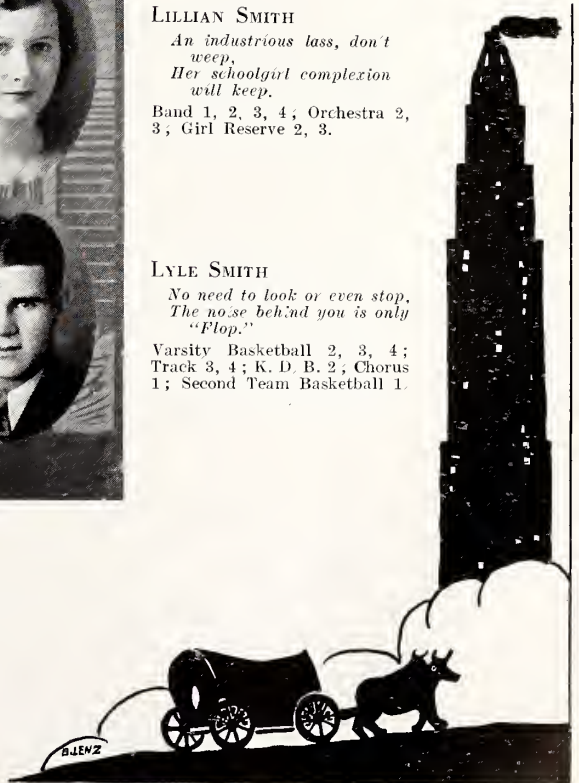 LILLIAN SMITH
An industrious lass, don't
weep,
Her schoolgirl complexion
will keep.
Band 1, 2, 3, 4; Orchestra 2,
3; Girl Reserve 2, 3.
LYLE SMITH
No need to look or even stop,
The noise behind you is only
"Flop."
Varsity Basketball 2, 3, 4;
Track 3, 4; K. D. B. 2; Chorus
1; Second Team Basketball 1.
B.LENZ